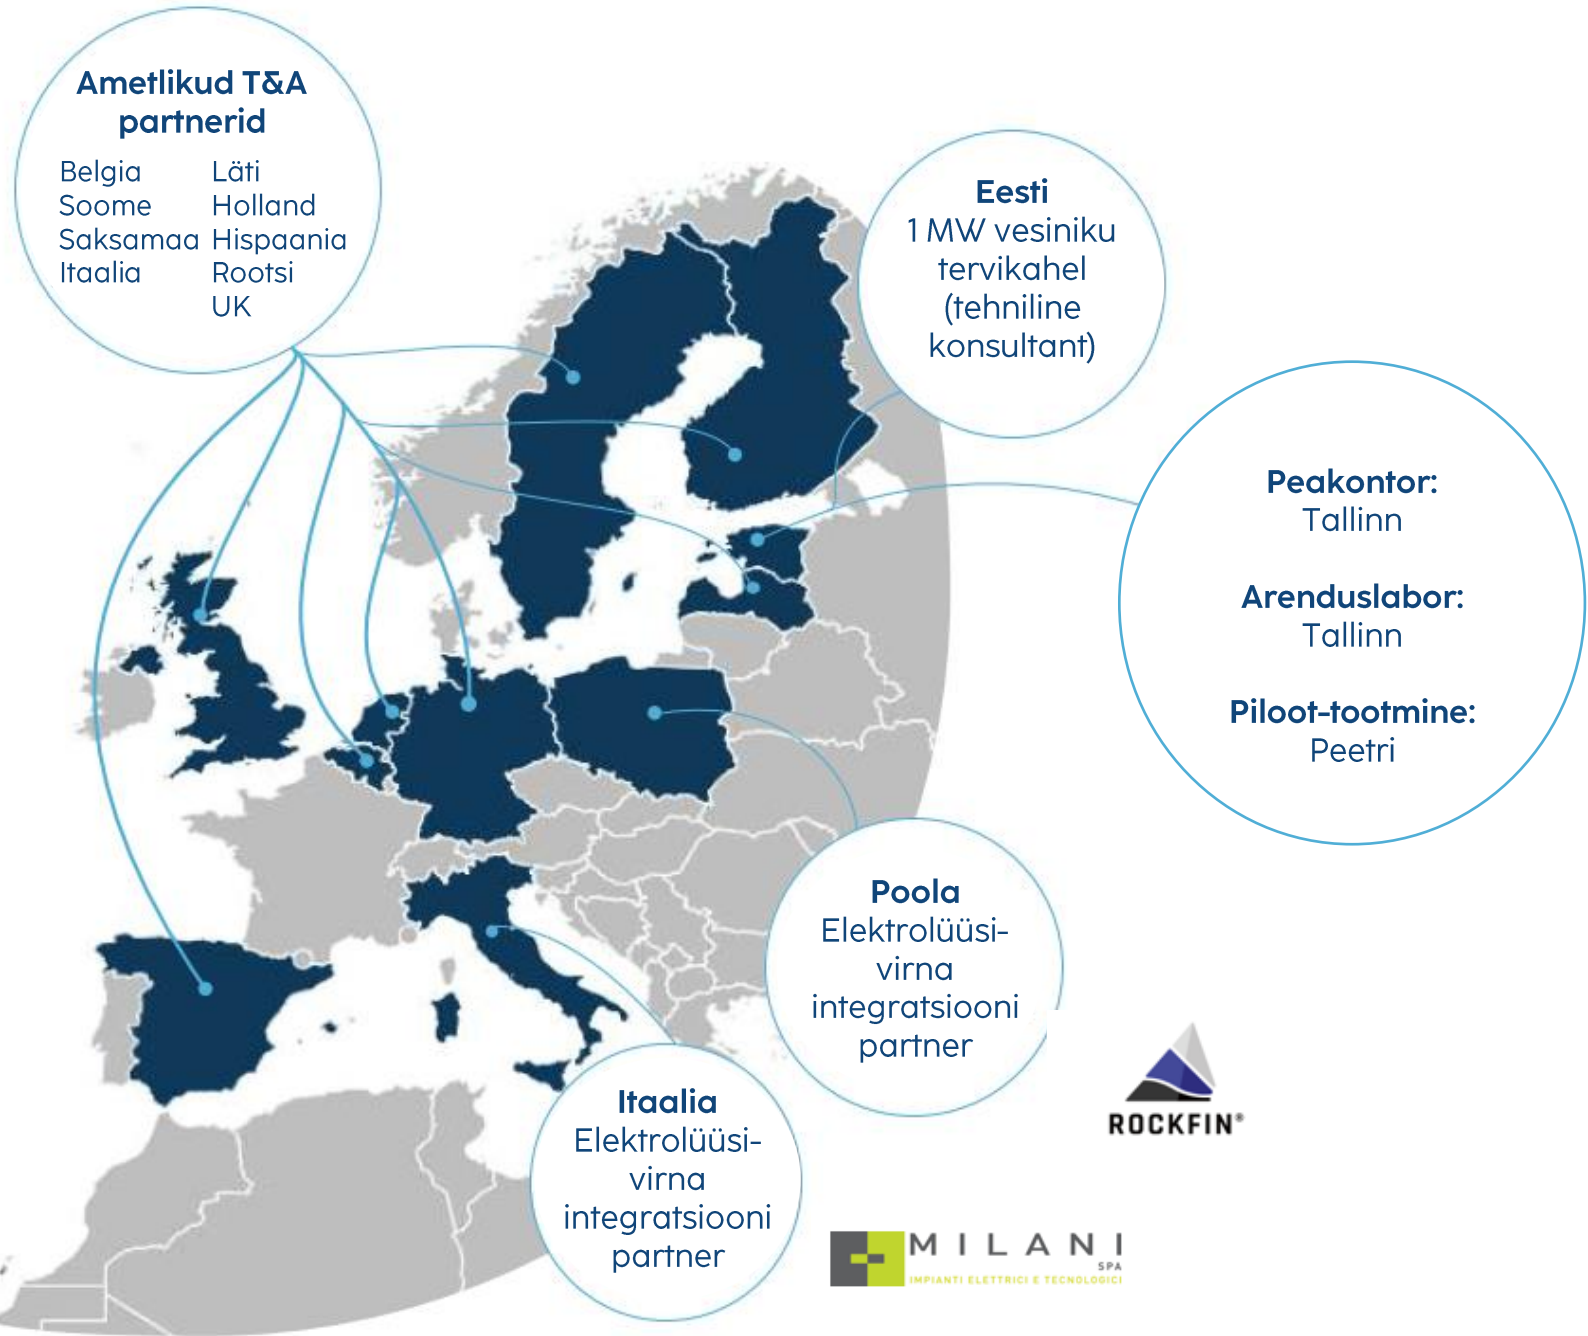 Ametlikud T&A
partnerid
Belgia
Soome
Saksamaa
Itaalia
Läti
Holland
Hispaania
Rootsi
UK
Eesti
1 MW vesiniku
tervikahel
(tehniline
konsultant)
Peakontor:
Tallinn
Arenduslabor:
Tallinn
Piloot-tootmine:
Peetri
Poola
Elektrolüüsi-
virna
integratsiooni
partner
Itaalia
Elektrolüüsi-
virna
integratsiooni
partner
ROCKFIN®
MILANI
SPA
IMPIANTI ELETTRICI E TECNOLOGICI